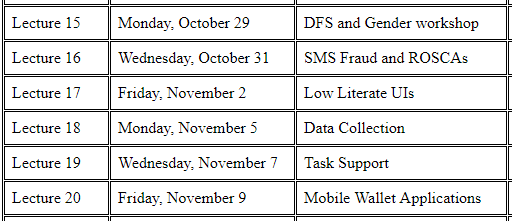 Lecture 15 Monday, October 29 DFS and Gender workshop
Lecture 16 Wednesday, October 31 SMS Fraud and ROSCAs
Lecture 17 Friday, November 2 Low Literate UIs
Lecture 18 Monday, November 5 Data Collection
Lecture 19 Wednesday, November 7 Task Support
Lecture 20 Friday, November 9 Mobile Wallet Applications